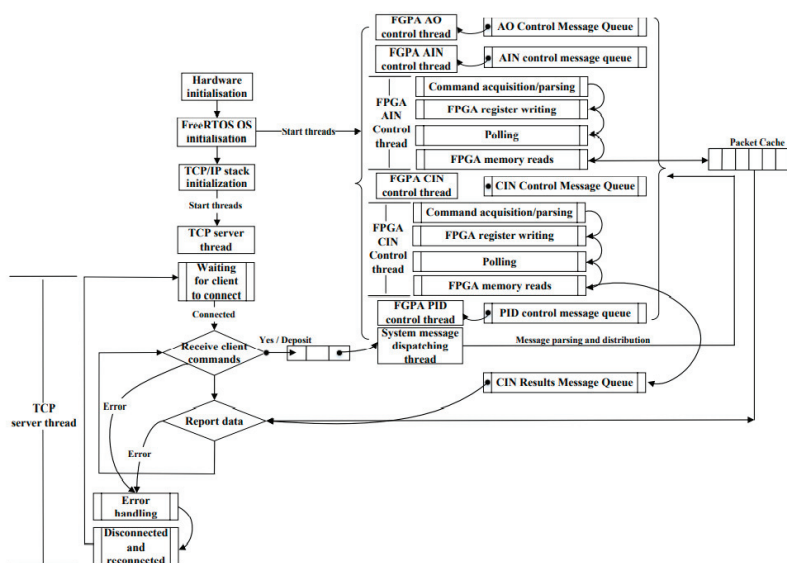 Hardware
initialisation
FreeRTOS OS
initialisation
Start threads
TCP/IP stack
initialization
Start threads
TCP server
thread
Waiting
for client
to connect
Connected
Receive client
commands
Yes / Deposit
Error
Report data
Error
Error
handling
Disconnected
and
reconnected
TCP
server thread
FGPA AO
control thread
AO Control Message Queue
FGPA AIN
control thread
AIN control message queue
FPGA
AIN
Control
thread
Command acquisition/parsing
FPGA register writing
Polling
FPGA memory reads
Packet Cache
FGPA CIN
control thread
CIN Control Message Queue
FPGA
CIN
Control
thread
Command acquisition/parsing
FPGA register writing
Polling
FPGA memory reads
FGPA PID
control thread
PID control message queue
System message
dispatching
thread
Message parsing and distribution
CIN Results Message Queue